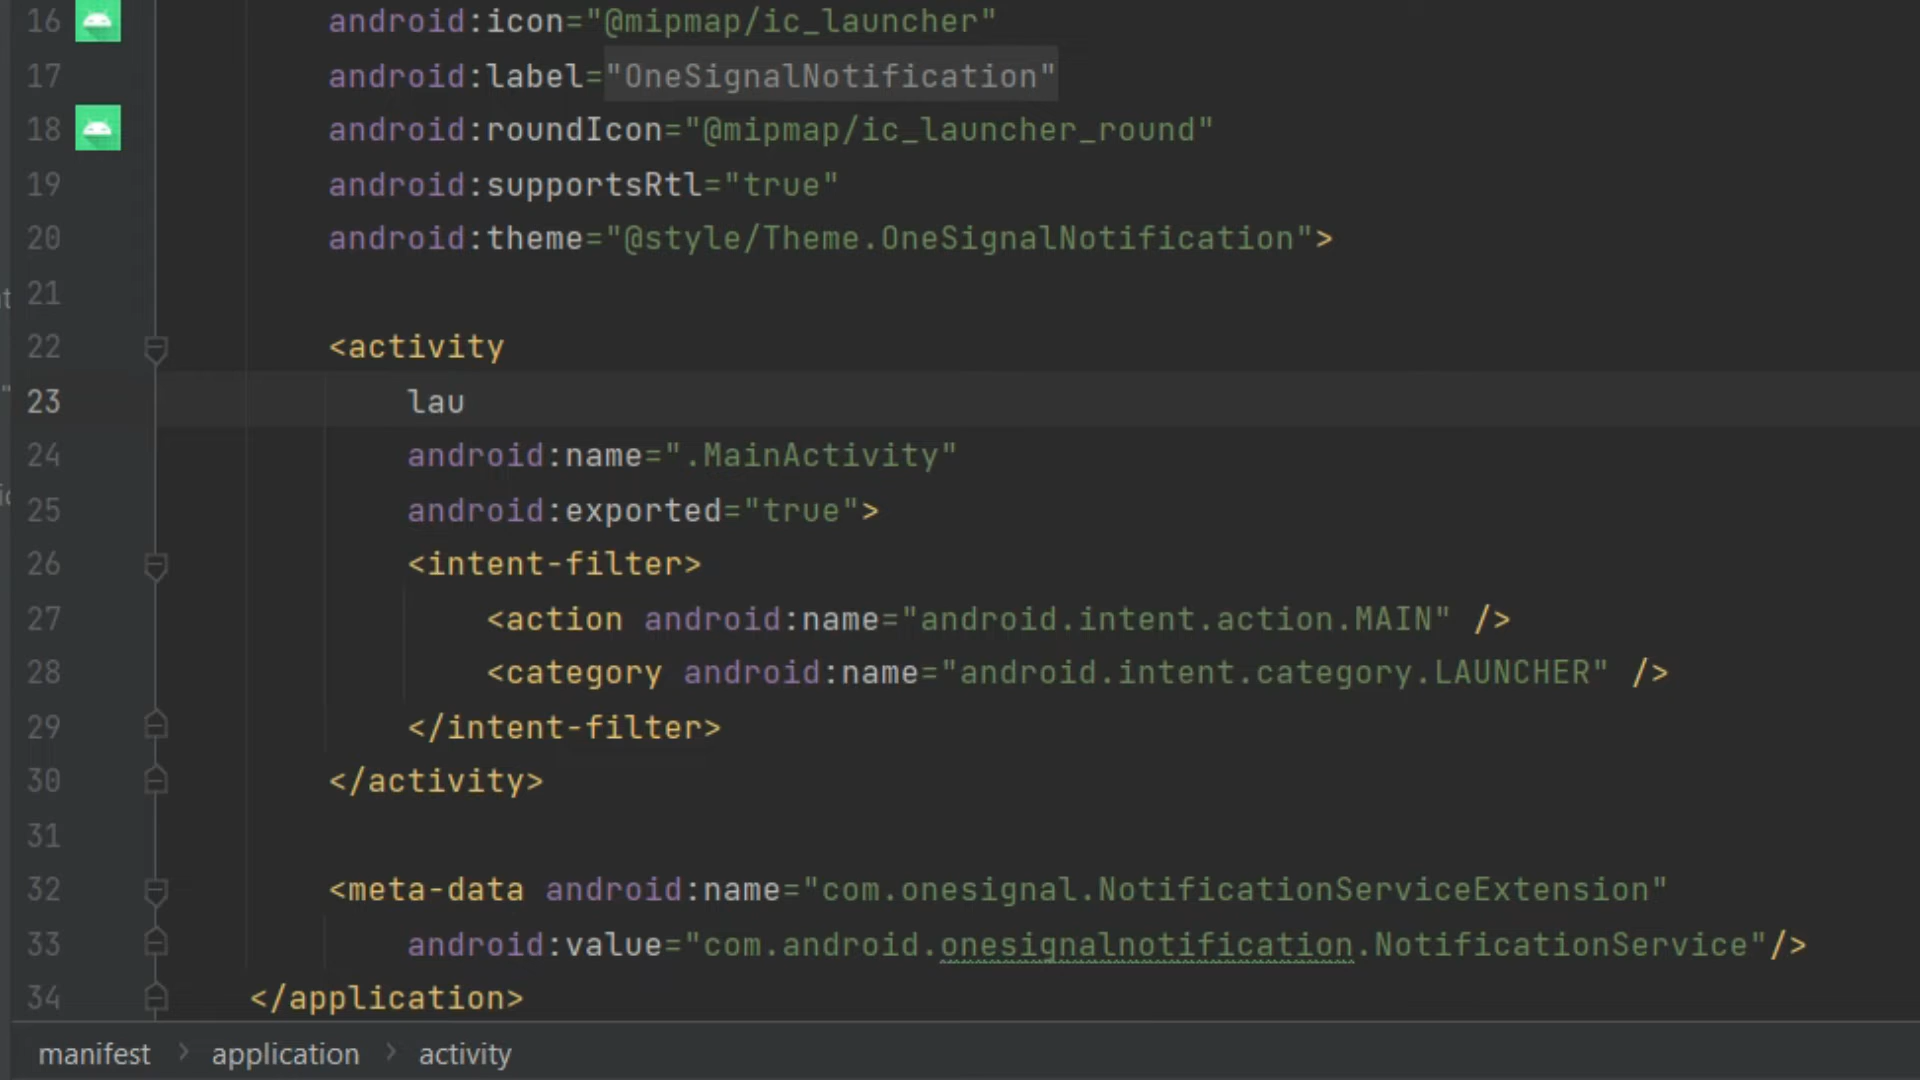 16 android:icon="@mipmap/ic_launcher"
17 android:label="OneSignalNotification"
18 android:roundIcon="@mipmap/ic_launcher_round"
19 android:supportsRtl="true"
20 android:theme="@style/Theme.OneSignalNotification">
21
22 <activity
23 lau
24 android:name=".MainActivity"
25 android:exported="true">
26 <intent-filter>
27 <action android:name="android.intent.action.MAIN" />
28 <category android:name="android.intent.category.LAUNCHER" />
29 </intent-filter>
30 </activity>
31
32 <meta-data android:name="com.onesignal.NotificationServiceExtension"
33 android:value="com.android.onesignalnotification.NotificationService"/>
34 </application>
manifest > application > activity